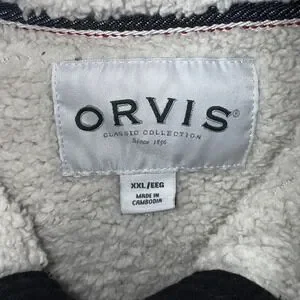 ORVIS®
CLASSIC COLLECTION
Since 1856
XXL/EEG
MADE IN
CAMBODIA